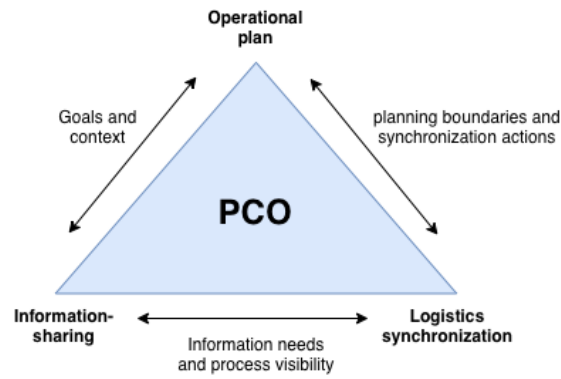 Operational
plan
Goals and
context
planning boundaries and
synchronization actions
PCO
Information-
sharing
Logistics
synchronization
Information needs
and process visibility